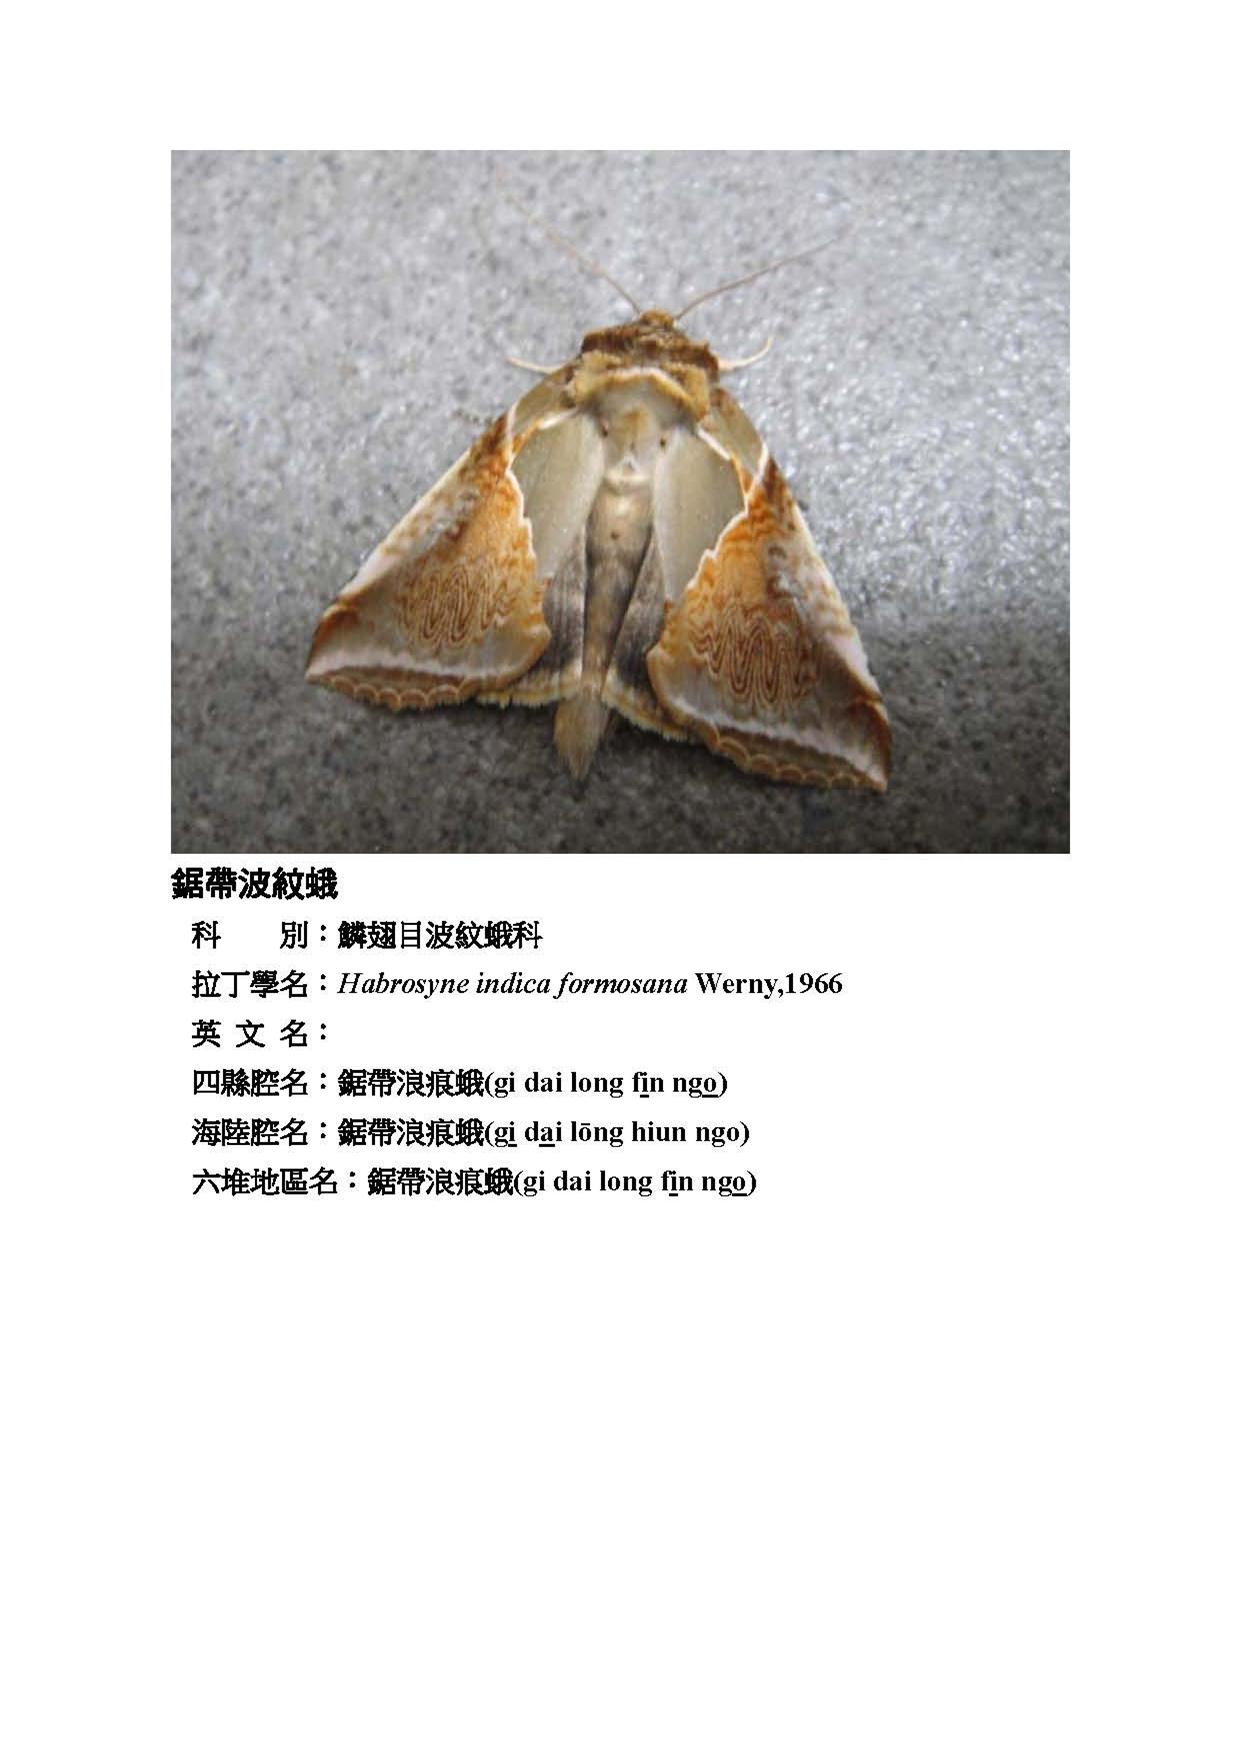 鋸帶波紋蛾
科　　別：鱗翅目波紋蛾科
拉丁學名：Habrosyne indica formosana Werny,1966
英 文 名：
四縣腔名：鋸帶浪痕蛾(gi dai long fin ngo)
海陸腔名：鋸帶浪痕蛾(gi dai lōng hiun ngo)
六堆地區名：鋸帶浪痕蛾(gi dai long fin ngo)